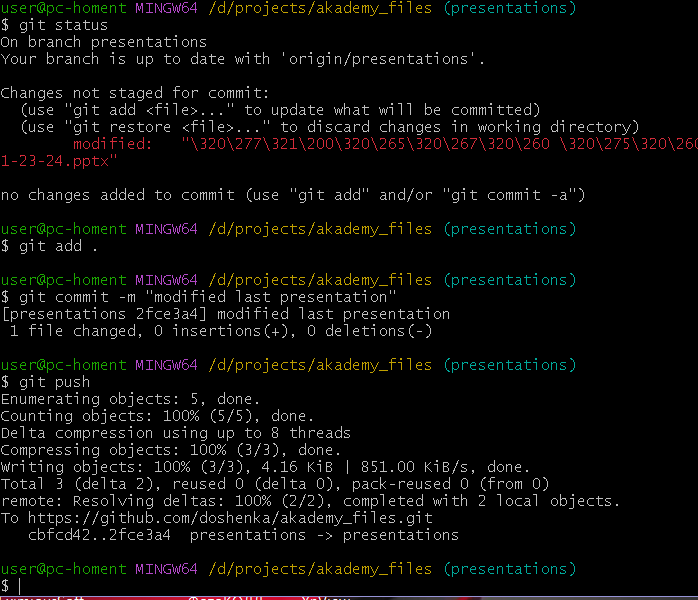 user@pc-homent MINGW64 /d/projects/akademy_files (presentations)
$ git status
On branch presentations
Your branch is up to date with 'origin/presentations'.
Changes not staged for commit:
(use "git add <file>..." to update what will be committed)
(use "git restore <file>..." to discard changes in working directory)
modified: "\320\277\321\200\320\265\320\267\320\260 \320\275\320\260
1-23-24.pptx"
no changes added to commit (use "git add" and/or "git commit -a")
user@pc-homent MINGW64 /d/projects/akademy_files (presentations)
$ git add .
user@pc-homent MINGW64 /d/projects/akademy_files (presentations)
$ git commit -m "modified last presentation"
[presentations 2fce3a4] modified last presentation
1 file changed, 0 insertions(+), 0 deletions(-)
user@pc-homent MINGW64 /d/projects/akademy_files (presentations)
$ git push
Enumerating objects: 5, done.
Counting objects: 100% (5/5), done.
Delta compression using up to 8 threads
Compressing objects: 100% (3/3), done.
Writing objects: 100% (3/3), 4.16 KiB | 851.00 KiB/s, done.
Total 3 (delta 2), reused 0 (delta 0), pack-reused 0 (from 0)
remote: Resolving deltas: 100% (2/2), completed with 2 local objects.
To https://github.com/doshenka/akademy_files.git
cbfcd42..2fce3a4 presentations -> presentations
user@pc-homent MINGW64 /d/projects/akademy_files (presentations)
$